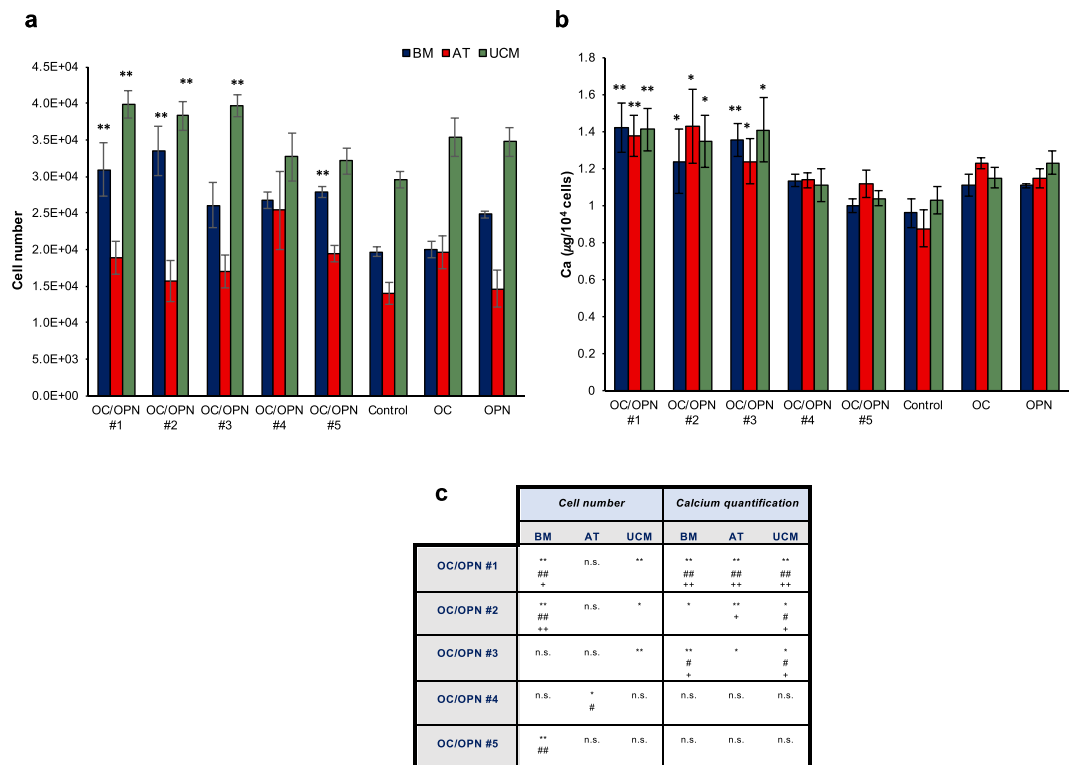 a
BM AT UCM
** ** ** ** ** **
4.5E+04
4.0E+04
3.5E+04
3.0E+04
2.5E+04
2.0E+04
1.5E+04
1.0E+04
5.0E+03
0.0E+00
Cell number
OC/OPN #1
OC/OPN #2
OC/OPN #3
OC/OPN #4
OC/OPN #5
Control
OC
OPN
b
** ** ** * * * ** * *
1.8
1.6
1.4
1.2
1
0.8
0.6
0.4
0.2
0
Ca (µg/10⁴ cells)
OC/OPN #1
OC/OPN #2
OC/OPN #3
OC/OPN #4
OC/OPN #5
Control
OC
OPN
c
Cell number Calcium quantification
BM AT UCM BM AT UCM
OC/OPN #1 ** n.s. ** ** ** **
## ## ## ##
+ ++ ++ ++
OC/OPN #2 ** n.s. * * ** *
## + #
++ +
OC/OPN #3 n.s. n.s. ** ** * *
# #
+ +
OC/OPN #4 n.s. * n.s. n.s. n.s. n.s.
#
OC/OPN #5 ** n.s. n.s. n.s. n.s. n.s.
##